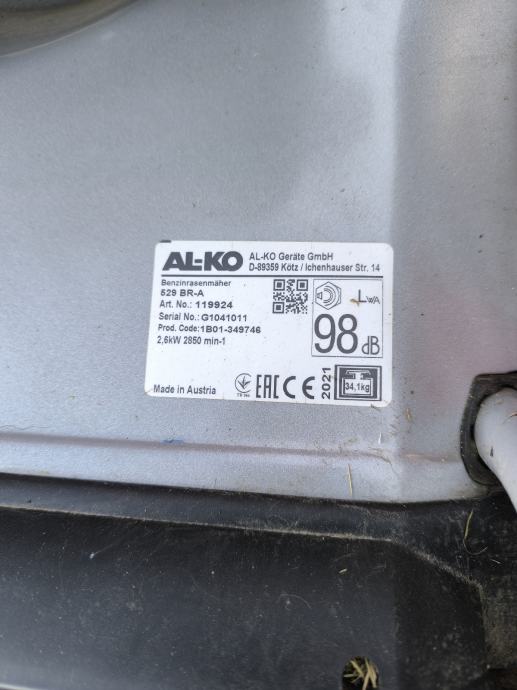 AL-KO
AL-KO Geräte GmbH
D-89359 Kötz / Ichenhauser Str. 14
Benzinrasenmäher
529 BR-A
Art. No.: 119924
Serial No.: G1041011
Prod. Code:1B01-349746
2,6kW 2850 min-1
LWA
98 dB
Made in Austria
EAC CE
2021
34,1kg